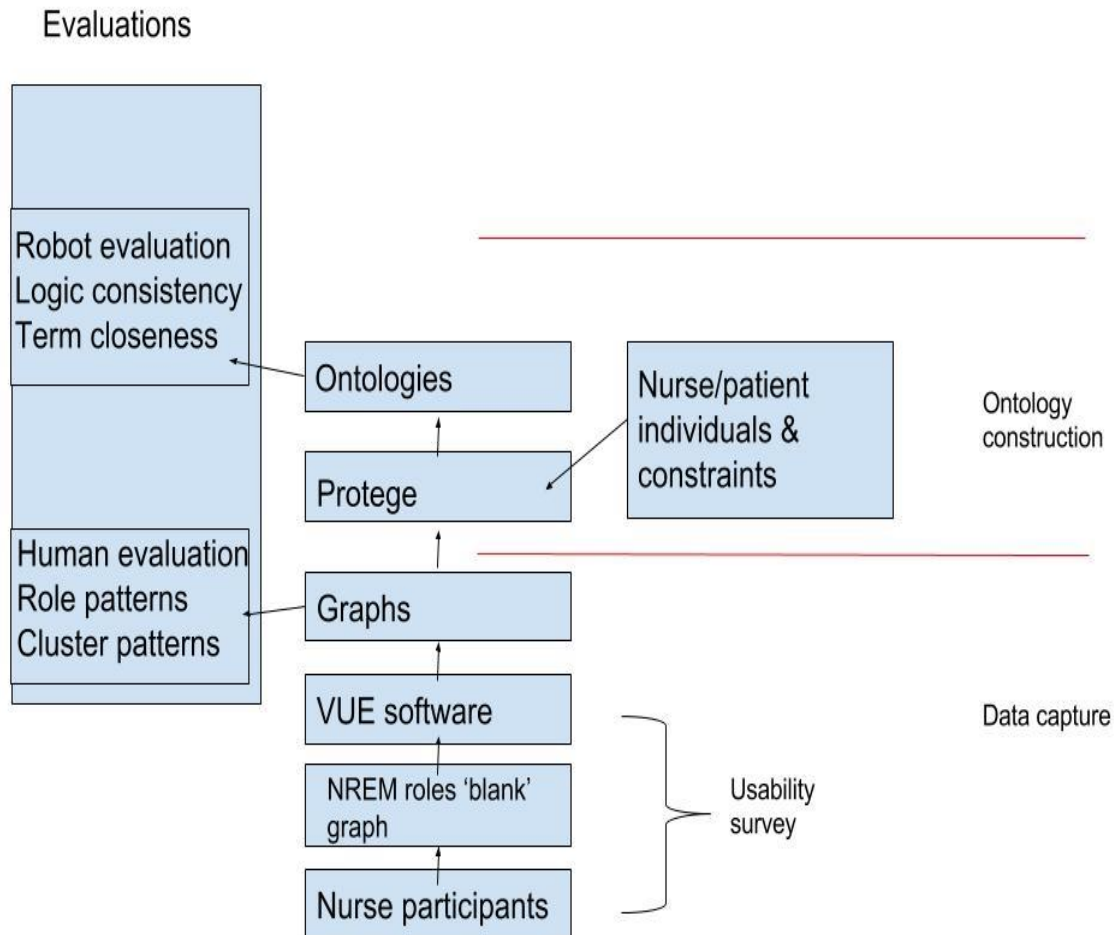 Evaluations
Robot evaluation
Logic consistency
Term closeness
Ontologies
Nurse/patient
individuals &
constraints
Ontology
construction
Protege
Human evaluation
Role patterns
Cluster patterns
Graphs
VUE software
Data capture
NREM roles ‘blank’
graph
Usability
survey
Nurse participants